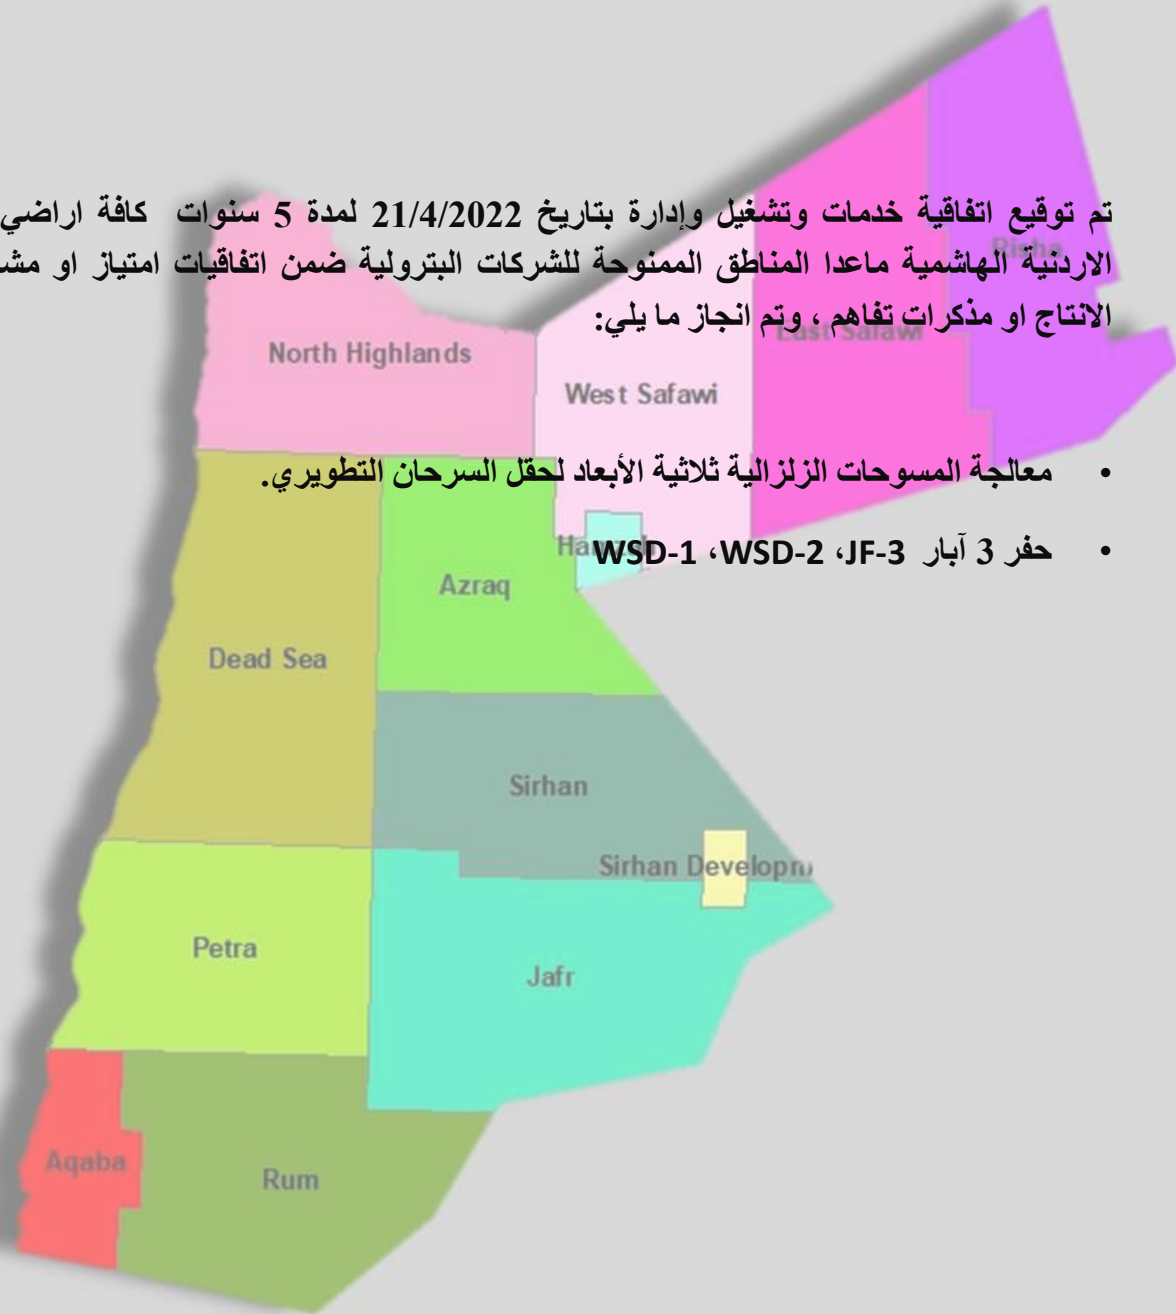 تم توقيع اتفاقية خدمات وتشغيل وإدارة بتاريخ 21/4/2022 لمدة 5 سنوات كافة اراضي
الاردنية الهاشمية ماعدا المناطق الممنوحة للشركات البترولية ضمن اتفاقيات امتياز او
الانتاج او مذكرات تفاهم ، وتم انجاز ما يلي:
Risha
East Safawi
North Highlands
West Safawi
• معالجة المسوحات الزلزالية ثلاثية الأبعاد لحقل السرحان التطويري.
• حفر 3 آبار WSD-1 ،WSD-2 ،JF-3
Azraq
Dead Sea
Sirhan
Sirhan
Petra
Jafr
Aqaba
Rum